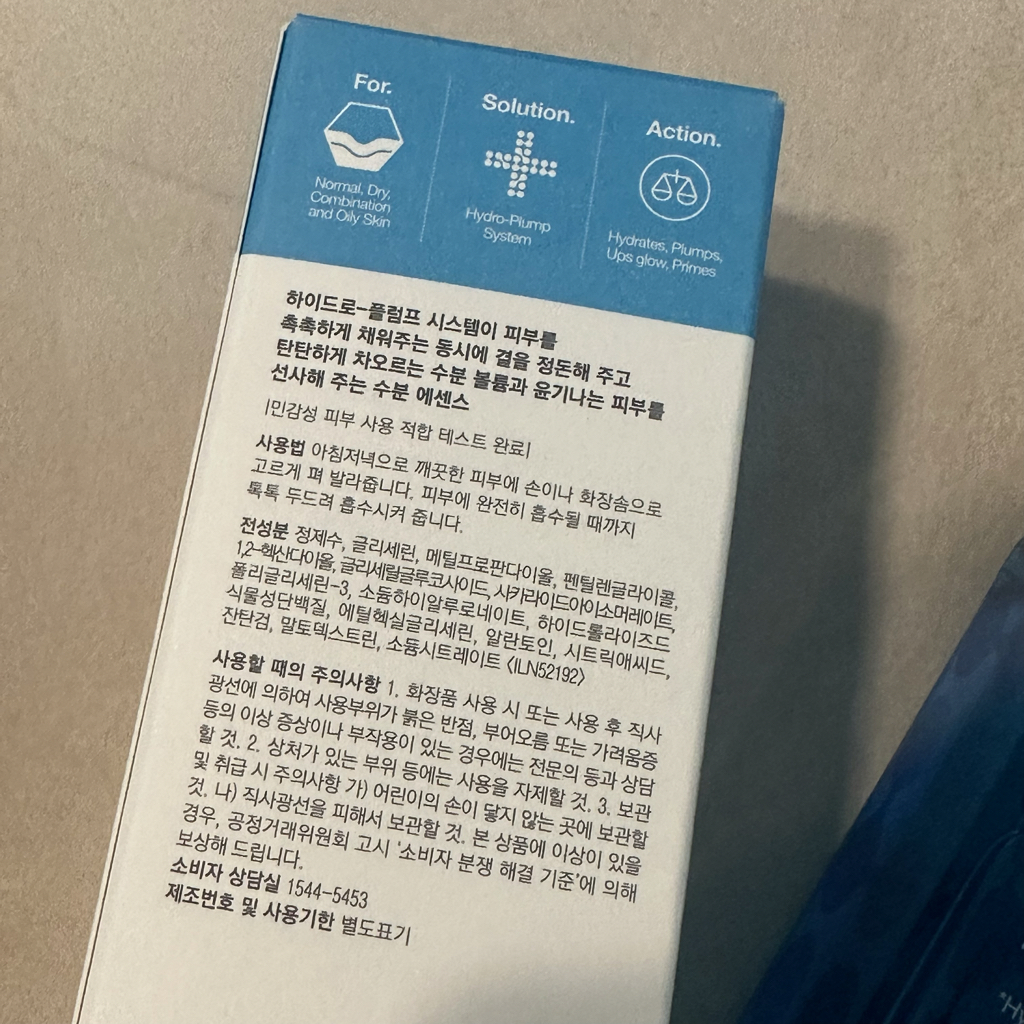 For.
Normal, Dry,
Combination
and Oily Skin
Solution.
Hydro-Plump
System
Action.
Hydrates, Plumps,
Ups glow, Primes
하이드로-플럼프 시스템이 피부를
촉촉하게 채워주는 동시에 결을 정돈해 주고
탄탄하게 차오르는 수분 볼륨과 윤기나는 피부를
선사해 주는 수분 에센스
|민감성 피부 사용 적합 테스트 완료|
사용법 아침저녁으로 깨끗한 피부에 손이나 화장솜으로
고르게 펴 발라줍니다. 피부에 완전히 흡수될 때까지
톡톡 두드려 흡수시켜 줍니다.
전성분 정제수, 글리세린, 메틸프로판다이올, 펜틸렌글라이콜,
1,2-헥산다이올, 글리세릴글루코사이드, 사카라이드아이소머레이트,
폴리글리세린-3, 소듐하이알루로네이트, 하이드롤라이즈드
식물성단백질, 에틸헥실글리세린, 알란토인, 시트릭애씨드,
잔탄검, 말토덱스트린, 소듐시트레이트 〈ILN52192〉
사용할 때의 주의사항 1. 화장품 사용 시 또는 사용 후 직사
광선에 의하여 사용부위가 붉은 반점, 부어오름 또는 가려움증
등의 이상 증상이나 부작용이 있는 경우에는 전문의 등과 상담
할 것. 2. 상처가 있는 부위 등에는 사용을 자제할 것. 3. 보관
및 취급 시 주의사항 가) 어린이의 손이 닿지 않는 곳에 보관할
것. 나) 직사광선을 피해서 보관할 것. 본 상품에 이상이 있을
경우, 공정거래위원회 고시 '소비자 분쟁 해결 기준'에 의해
보상해 드립니다.
소비자 상담실 1544-5453
제조번호 및 사용기한 별도표기